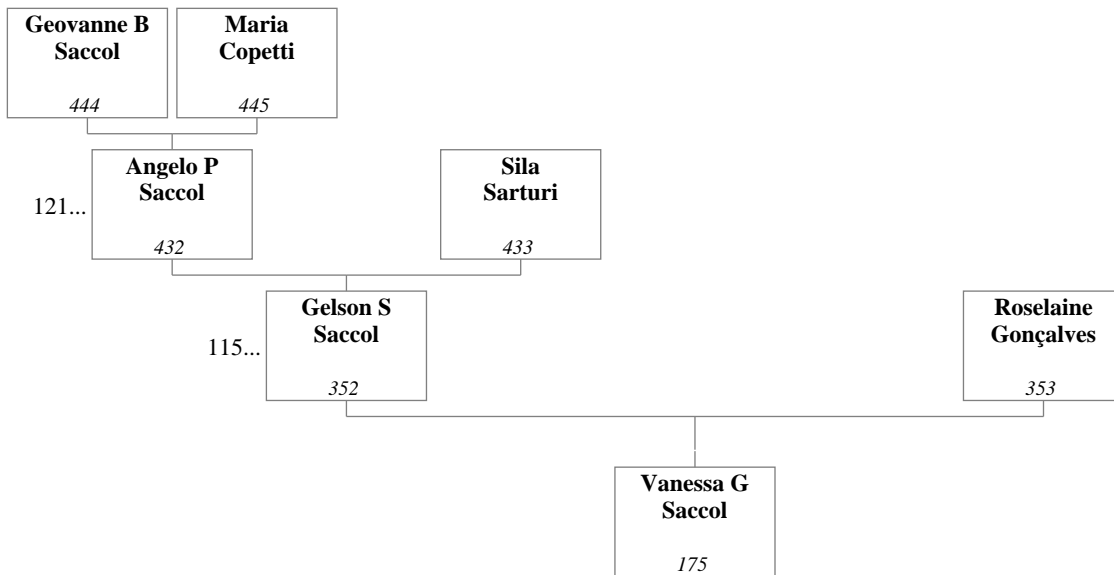 Geovanne B
Saccol
444
Maria
Copetti
445
121...
Angelo P
Saccol
432
Sila
Sarturi
433
115...
Gelson S
Saccol
352
Roselaine
Gonçalves
353
Vanessa G
Saccol
175